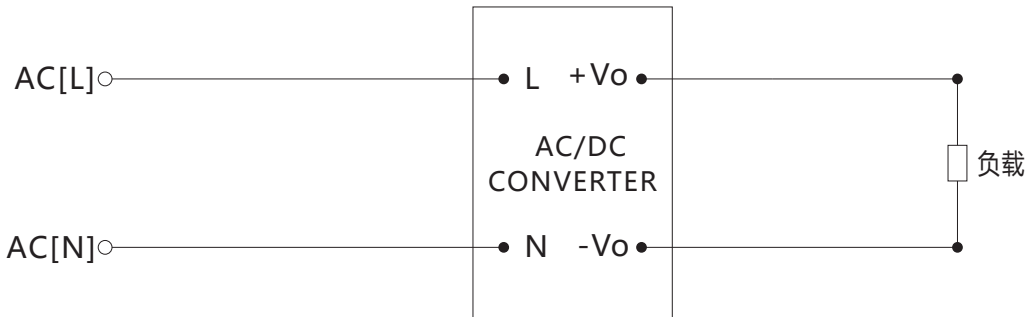 AC[L]
L +Vo
AC/DC
CONVERTER
负载
AC[N]
N -Vo